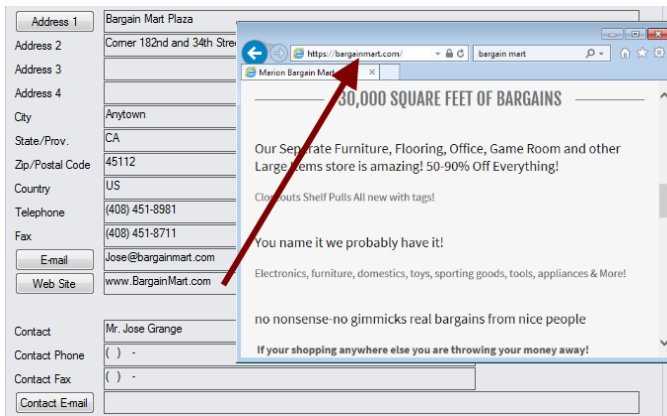 Address 1 Bargain Mart Plaza
Address 2 Corner 182nd and 34th Stre
Address 3
Address 4
City Anytown
State/Prov. CA
Zip/Postal Code 45112
Country US
Telephone (408) 451-8981
Fax (408) 451-8711
E-mail Jose@bargainmart.com
Web Site www.BargainMart.com
Contact Mr. Jose Grange
Contact Phone ( ) -
Contact Fax ( ) -
Contact E-mail
https://bargainmart.com/ bargain mart
Marion Bargain Mart
30,000 SQUARE FEET OF BARGAINS
Our Separate Furniture, Flooring, Office, Game Room and other
Large Items store is amazing! 50-90% Off Everything!
Closeouts Shelf Pulls All new with tags!
You name it we probably have it!
Electronics, furniture, domestics, toys, sporting goods, tools, appliances & More!
no nonsense-no gimmicks real bargains from nice people
If your shopping anywhere else you are throwing your money away!